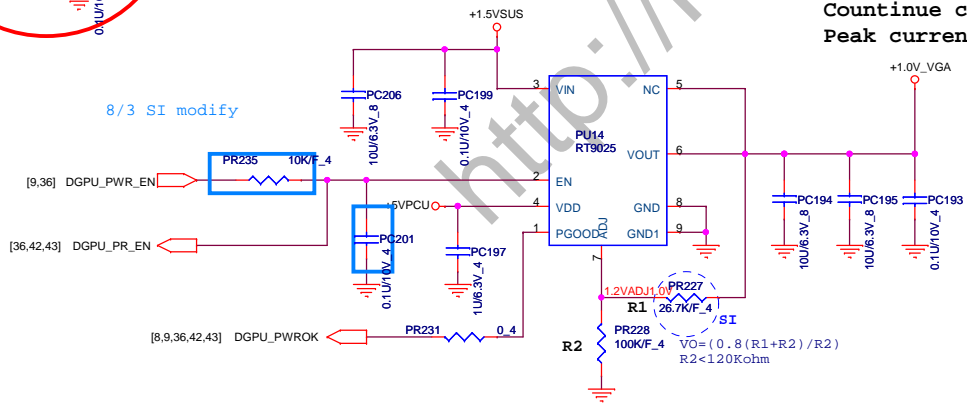 Countinue c
Peak curren
+1.5VSUS
+1.0V_VGA
0.1U/10
8/3 SI modify
PC206
10U/6.3V_8
PC199
0.1U/10V_4
3
VIN
NC
5
PU14
RT9025
VOUT
6
PR235
10K/F_4
[9,36] DGPU_PWR_EN
2
EN
+5VPCU
4
VDD
GND
8
1
PGOOD
ADJ
GND1
9
7
[36,42,43] DGPU_PR_EN
PC201
0.1U/10V_4
PC197
1U/6.3V_4
PC194
10U/6.3V_8
PC195
10U/6.3V_8
PC193
0.1U/10V_4
1.2VADJ1.0V
PR227
R1
26.7K/F_4
SI
[8,9,36,42,43] DGPU_PWROK
PR231
0_4
R2
PR228
100K/F_4
VO=(0.8(R1+R2)/R2)
R2<120Kohm
http://